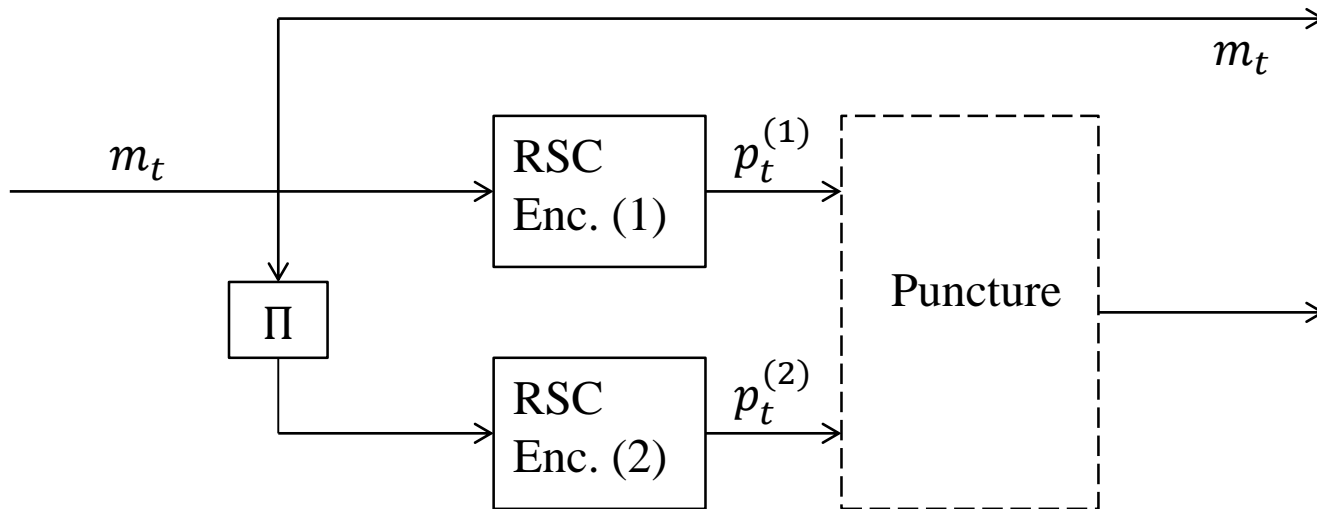 m_t
m_t
RSC
Enc. (1)
p_t^{(1)}
Puncture
Π
RSC
Enc. (2)
p_t^{(2)}